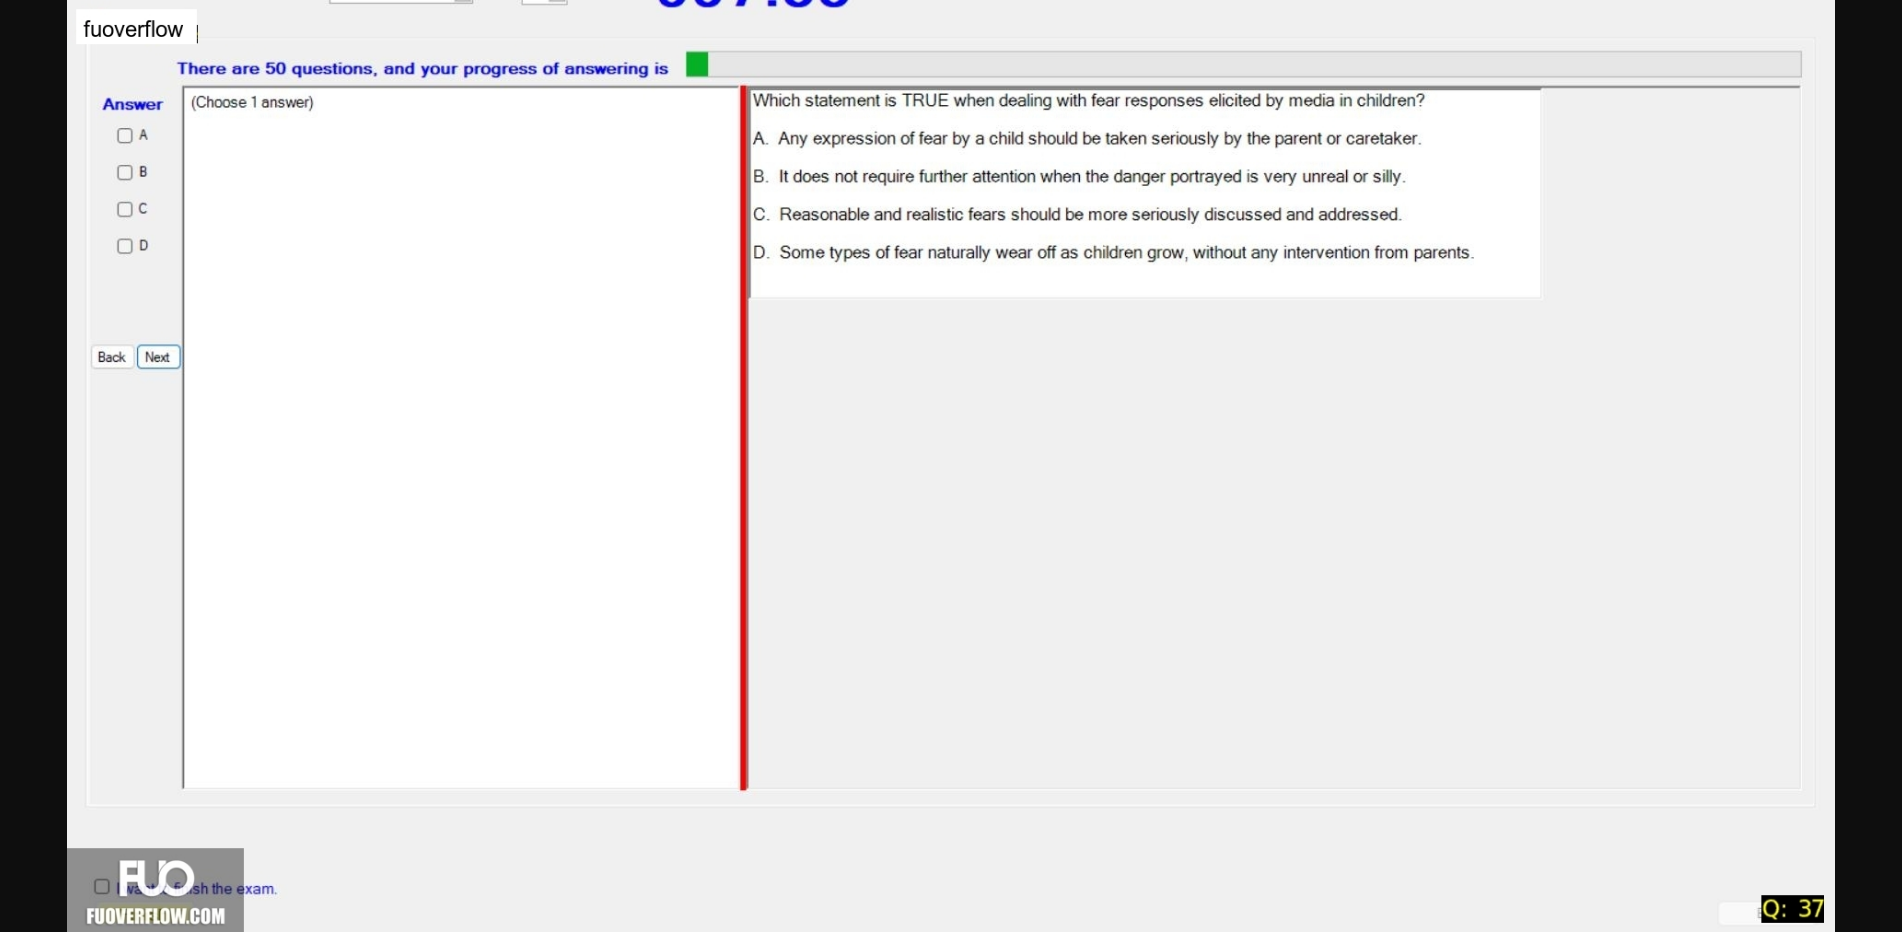 fuoverflow
There are 50 questions, and your progress of answering is
Answer
(Choose 1 answer)
A
B
C
D
Back
Next
Which statement is TRUE when dealing with fear responses elicited by media in children?
A. Any expression of fear by a child should be taken seriously by the parent or caretaker.
B. It does not require further attention when the danger portrayed is very unreal or silly.
C. Reasonable and realistic fears should be more seriously discussed and addressed.
D. Some types of fear naturally wear off as children grow, without any intervention from parents.
FUO
I want finish the exam.
FUOVERFLOW.COM
Q: 37